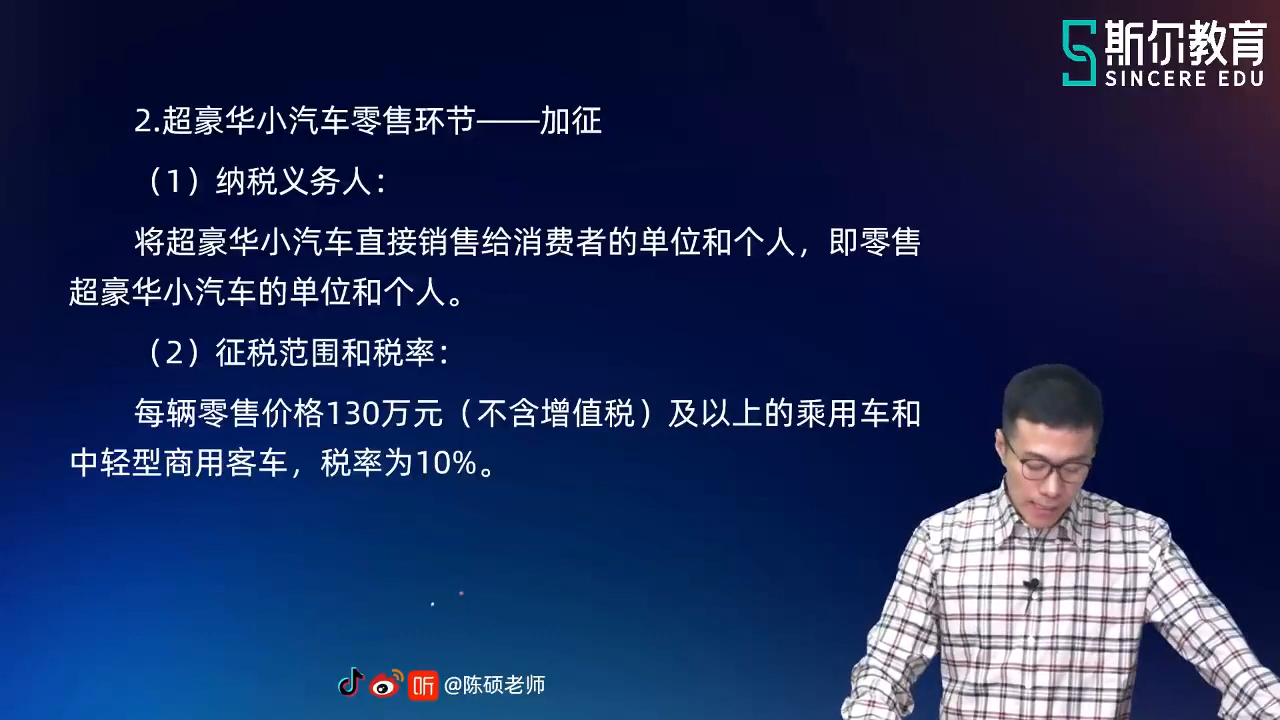 斯尔教育
SINCERE EDU
2.超豪华小汽车零售环节——加征
（1）纳税义务人：
将超豪华小汽车直接销售给消费者的单位和个人，即零售
超豪华小汽车的单位和个人。
（2）征税范围和税率：
每辆零售价格130万元（不含增值税）及以上的乘用车和
中轻型商用客车，税率为10%。
听 @陈硕老师